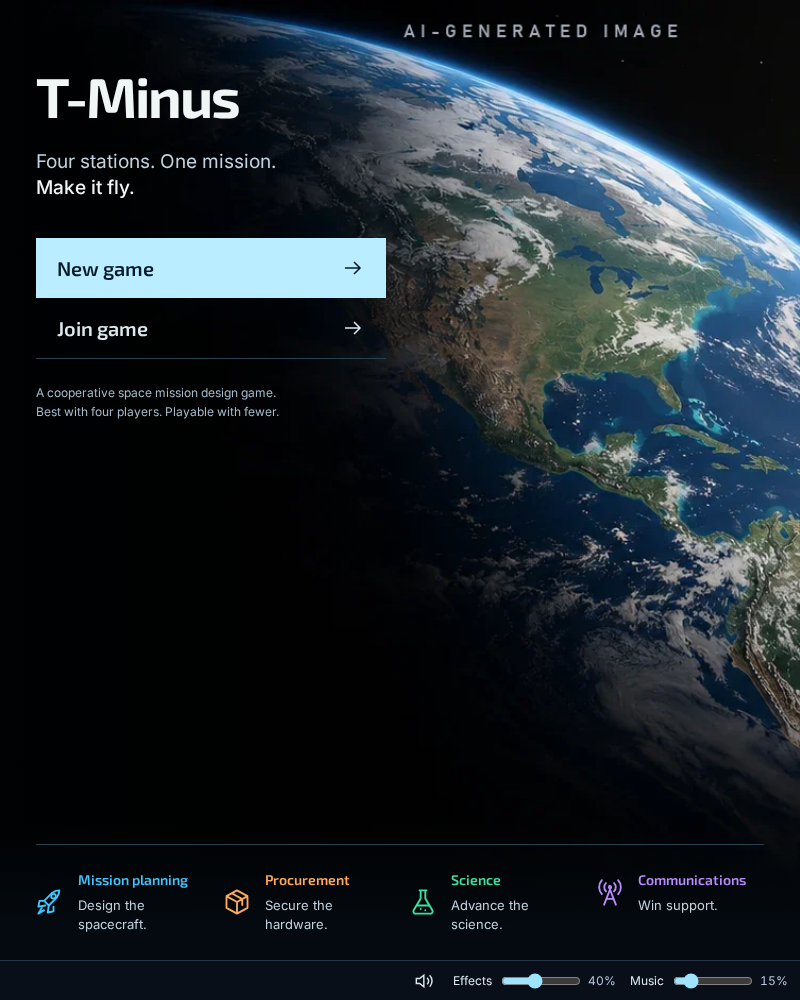 AI-GENERATED IMAGE
T-Minus
Four stations. One mission.
Make it fly.
New game
Join game
A cooperative space mission design game.
Best with four players. Playable with fewer.
Mission planning
Design the
spacecraft.
Procurement
Secure the
hardware.
Science
Advance the
science.
Communications
Win support.
Effects 40% Music 15%